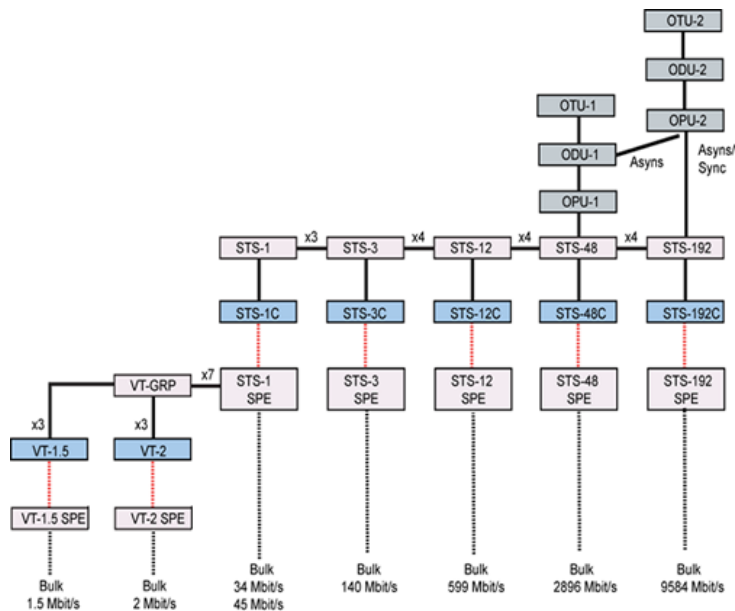 OTU-2
ODU-2
OTU-1
OPU-2
ODU-1
Asyns
Asyns/
Sync
OPU-1
STS-1
x3
STS-3
x4
STS-12
x4
STS-48
x4
STS-192
STS-1C
STS-3C
STS-12C
STS-48C
STS-192C
VT-GRP
x7
STS-1
SPE
STS-3
SPE
STS-12
SPE
STS-48
SPE
STS-192
SPE
x3
x3
VT-1.5
VT-2
VT-1.5 SPE
VT-2 SPE
Bulk
1.5 Mbit/s
Bulk
2 Mbit/s
Bulk
34 Mbit/s
45 Mbit/s
Bulk
140 Mbit/s
Bulk
599 Mbit/s
Bulk
2896 Mbit/s
Bulk
9584 Mbit/s